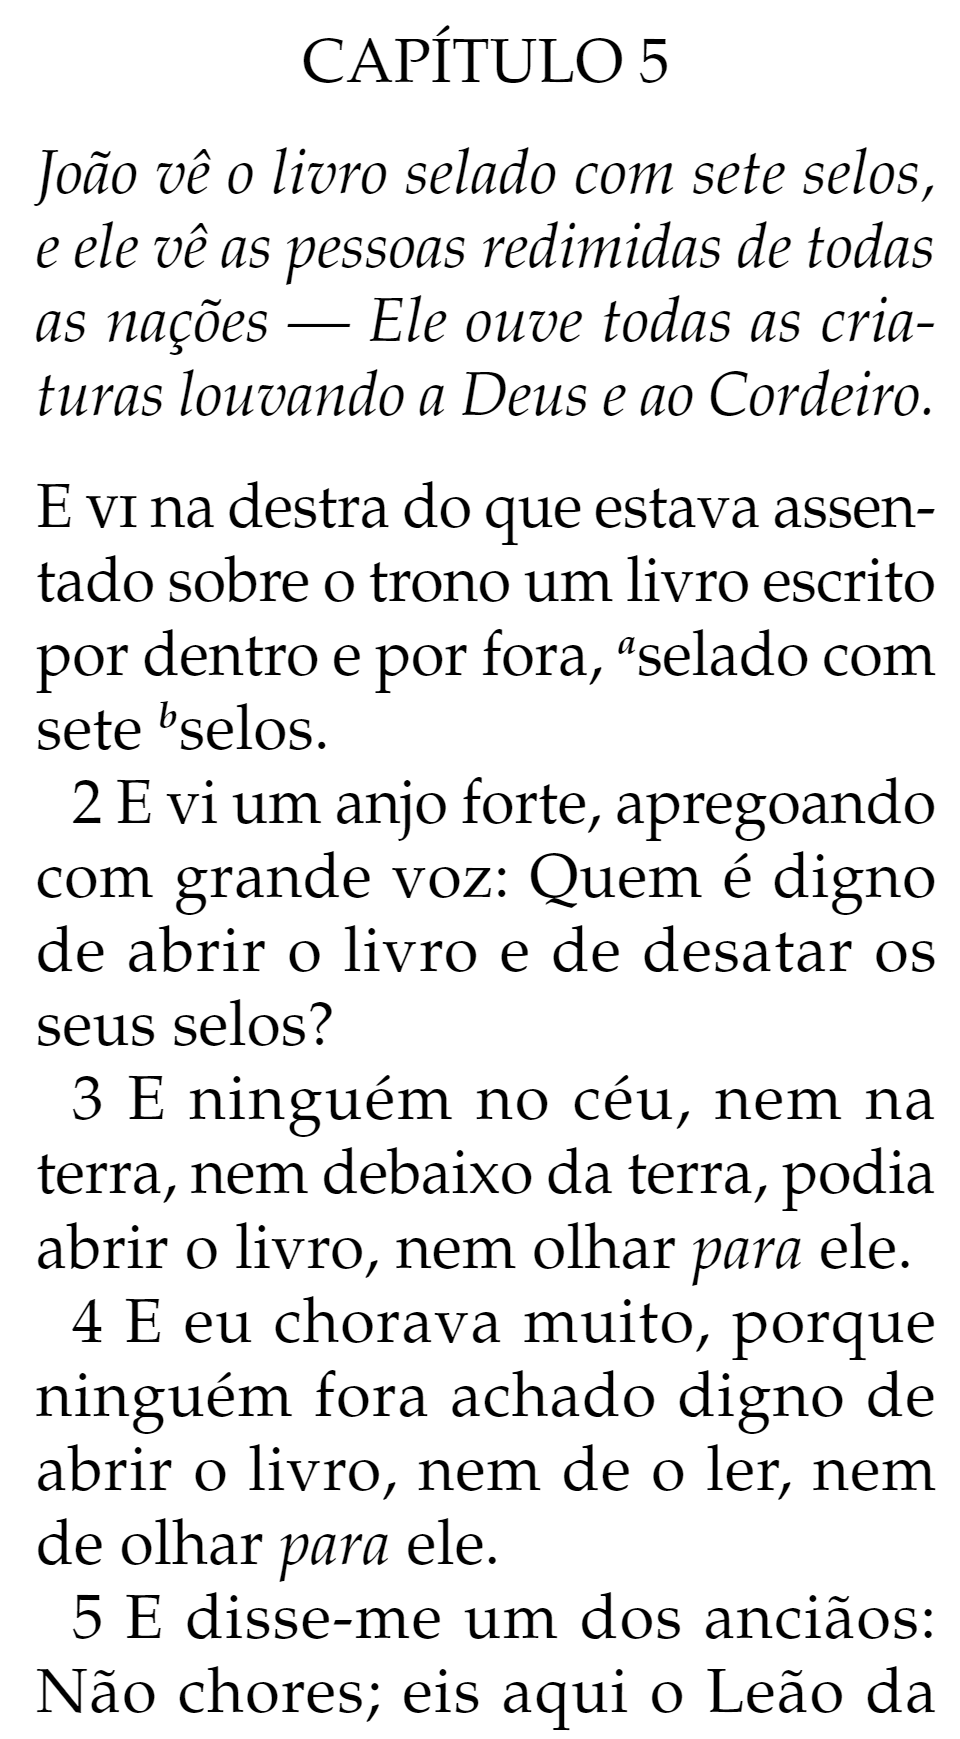 CAPÍTULO 5
João vê o livro selado com sete selos,
e ele vê as pessoas redimidas de todas
as nações — Ele ouve todas as cria-
turas louvando a Deus e ao Cordeiro.
E VI na destra do que estava assen-
tado sobre o trono um livro escrito
por dentro e por fora, aselado com
sete bselos.
2 E vi um anjo forte, apregoando
com grande voz: Quem é digno
de abrir o livro e de desatar os
seus selos?
3 E ninguém no céu, nem na
terra, nem debaixo da terra, podia
abrir o livro, nem olhar para ele.
4 E eu chorava muito, porque
ninguém fora achado digno de
abrir o livro, nem de o ler, nem
de olhar para ele.
5 E disse-me um dos anciãos:
Não chores; eis aqui o Leão da